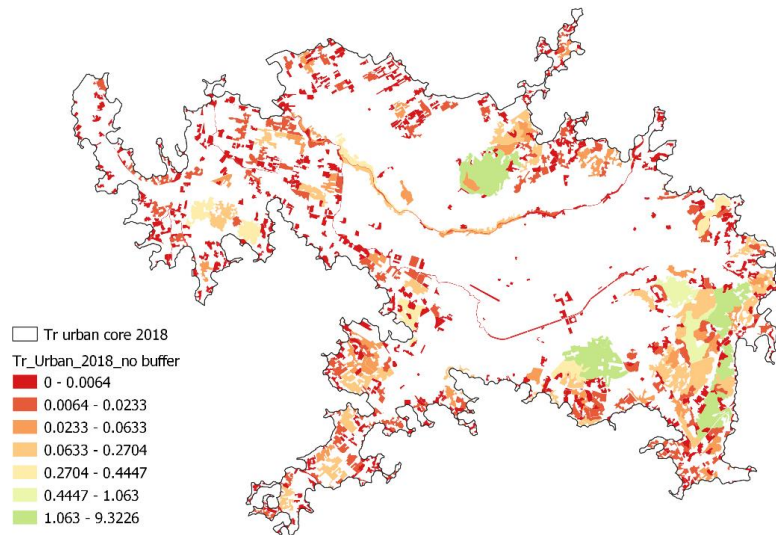 Tr urban core 2018
Tr_Urban_2018_no buffer
0 - 0.0064
0.0064 - 0.0233
0.0233 - 0.0633
0.0633 - 0.2704
0.2704 - 0.4447
0.4447 - 1.063
1.063 - 9.3226